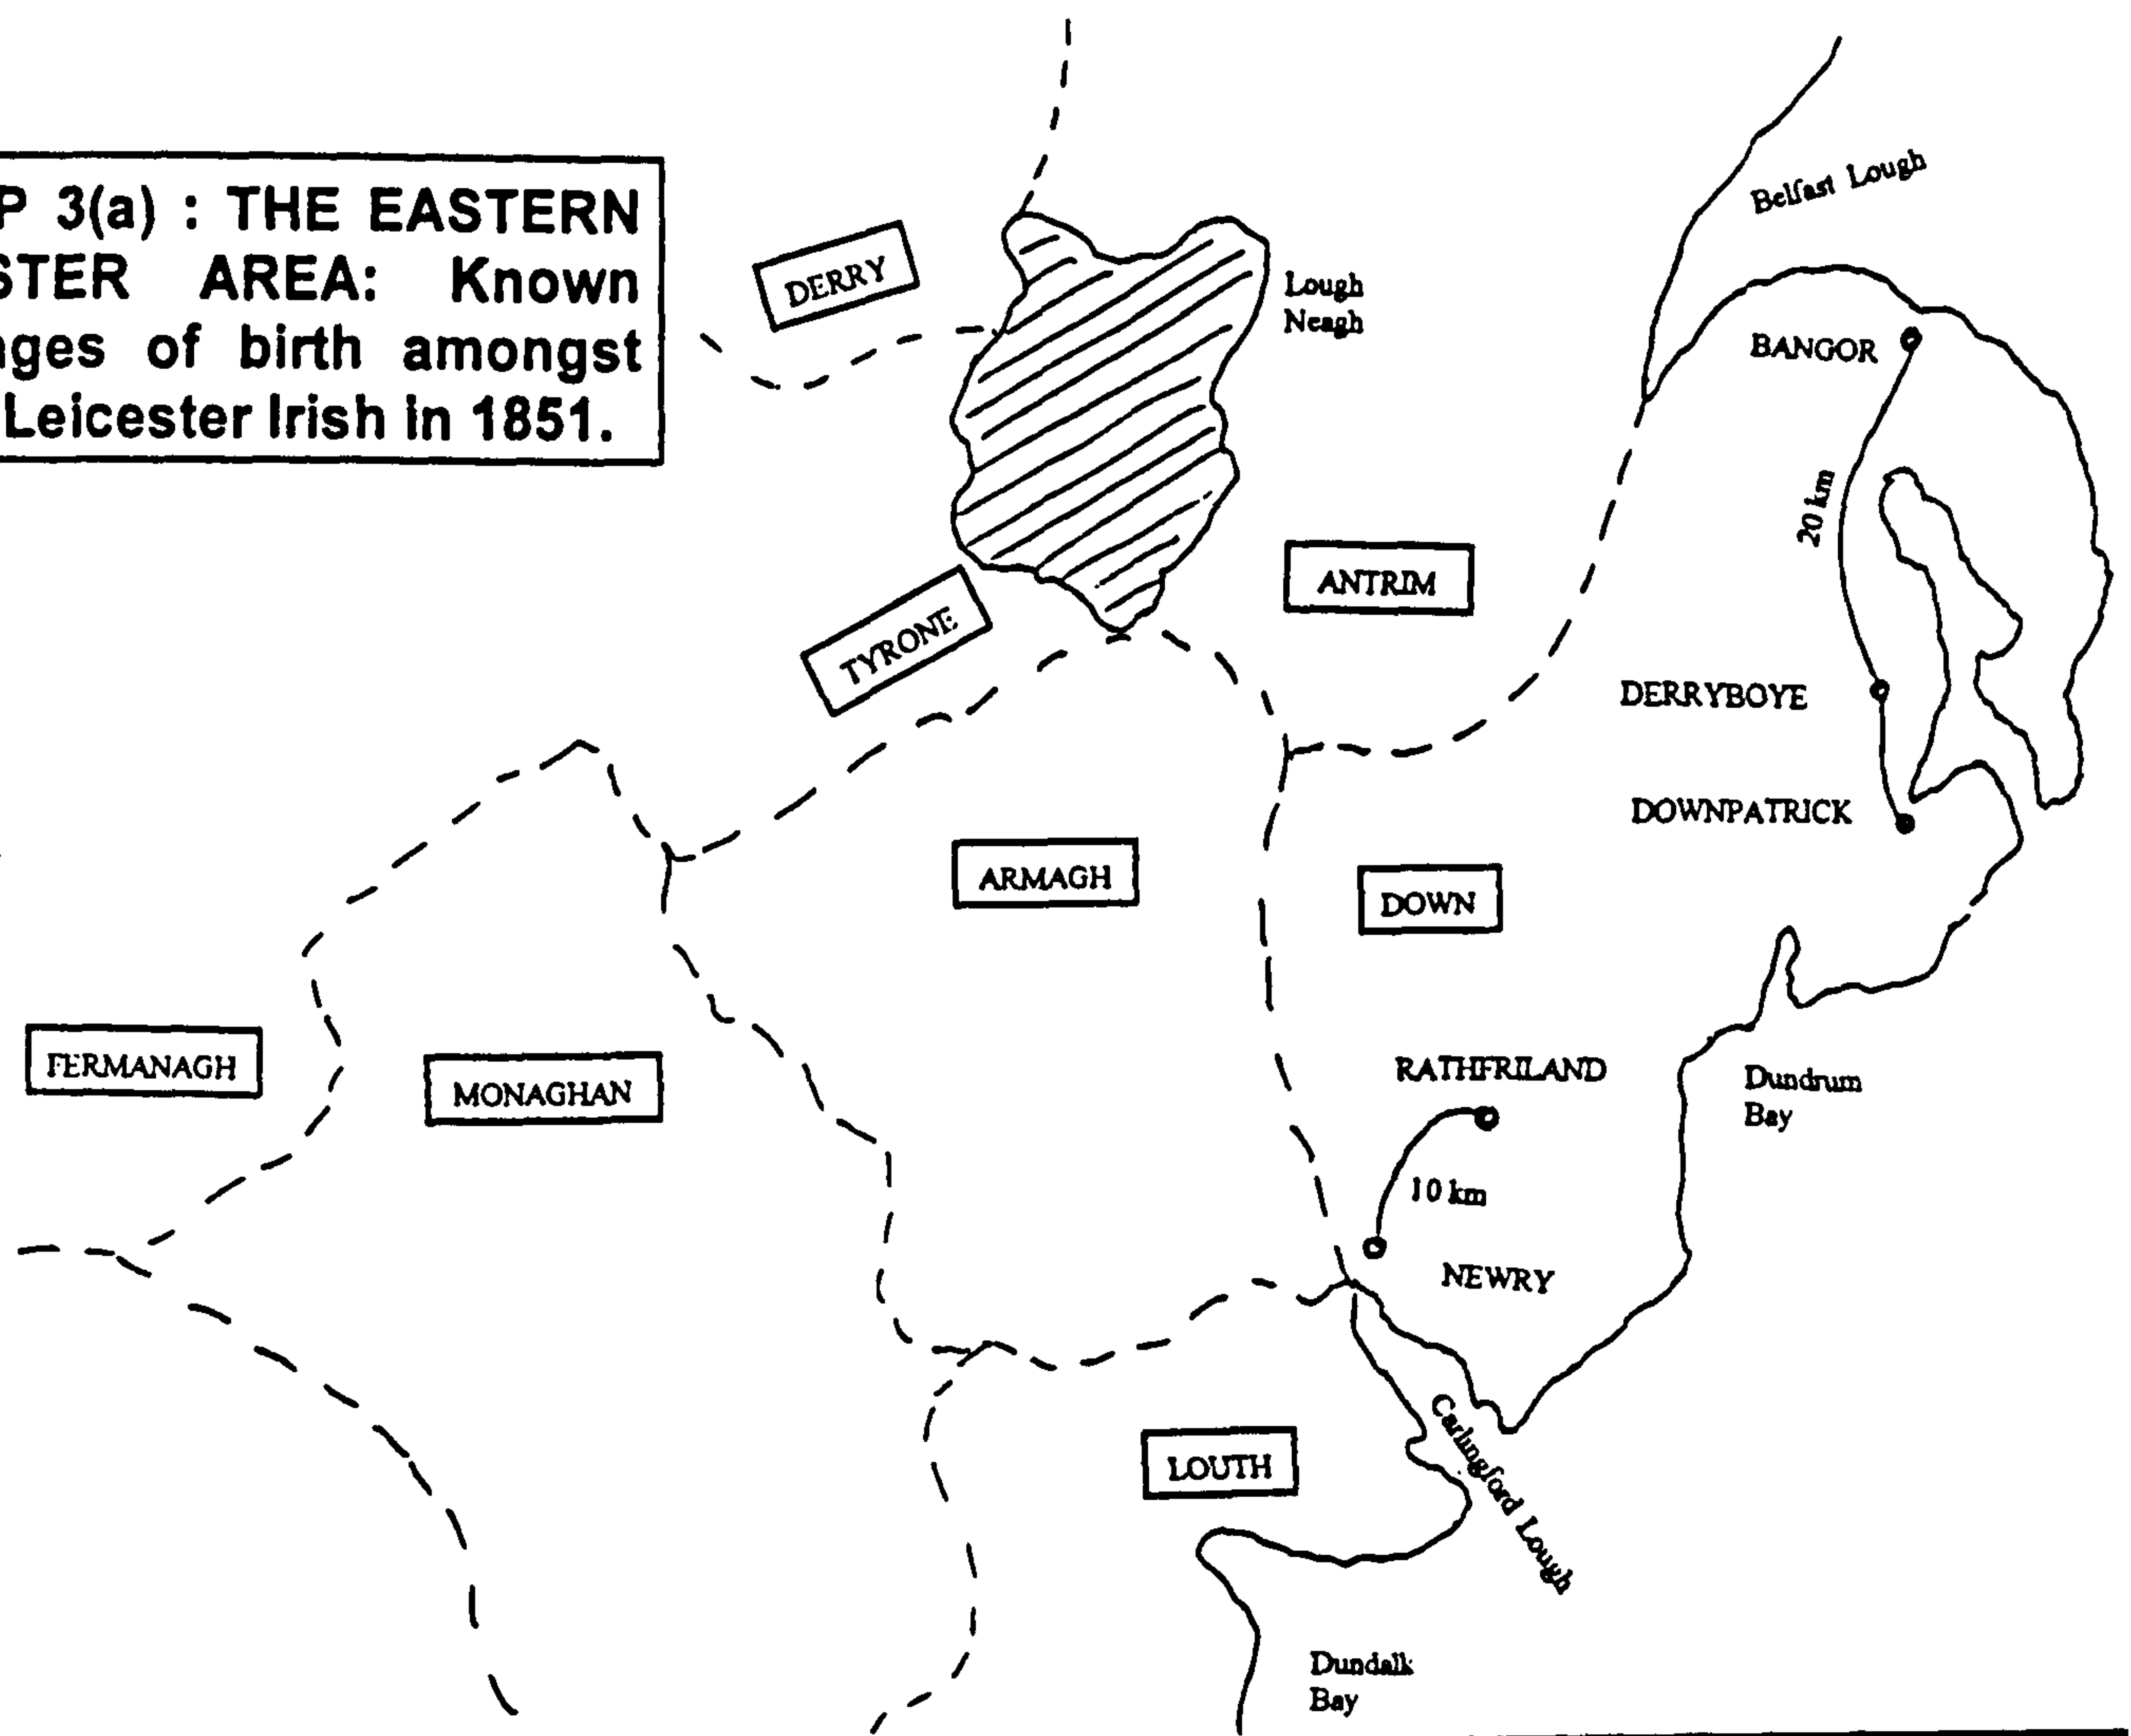 P 3(a) : THE EASTERN
STER AREA: Known
ages of birth amongst
Leicester Irish in 1851.
Belfast Lough
DERRY
Lough
Neagh
BANGOR
20 km
ANTRIM
TYRONE
DERRYBOYE
DOWNPATRICK
ARMAGH
DOWN
FERMANAGH
MONAGHAN
RATHFRILAND
Dundrum
Bay
10 km
NEWRY
Carlingford Lough
LOUTH
Dundalk
Bay